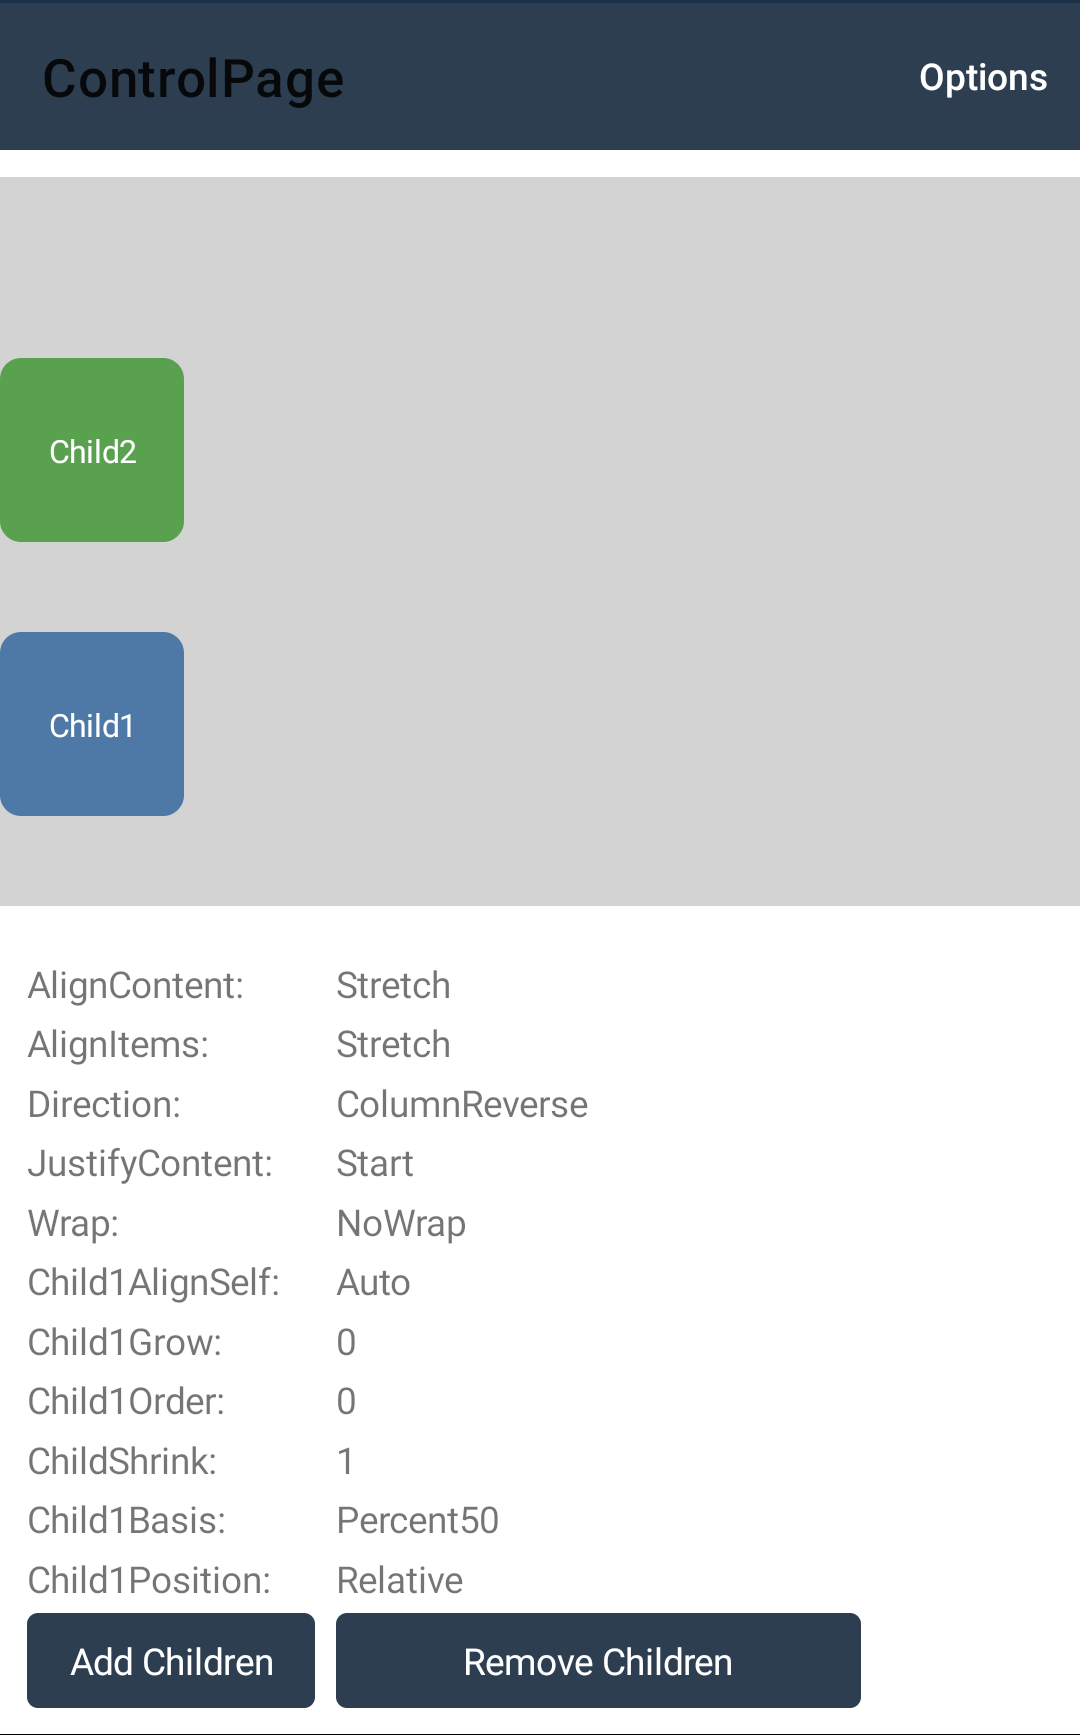 ControlPage
Options
Child2
Child1
AlignContent: Stretch
AlignItems: Stretch
Direction: ColumnReverse
JustifyContent: Start
Wrap: NoWrap
Child1AlignSelf: Auto
Child1Grow: 0
Child1Order: 0
ChildShrink: 1
Child1Basis: Percent50
Child1Position: Relative
Add Children
Remove Children